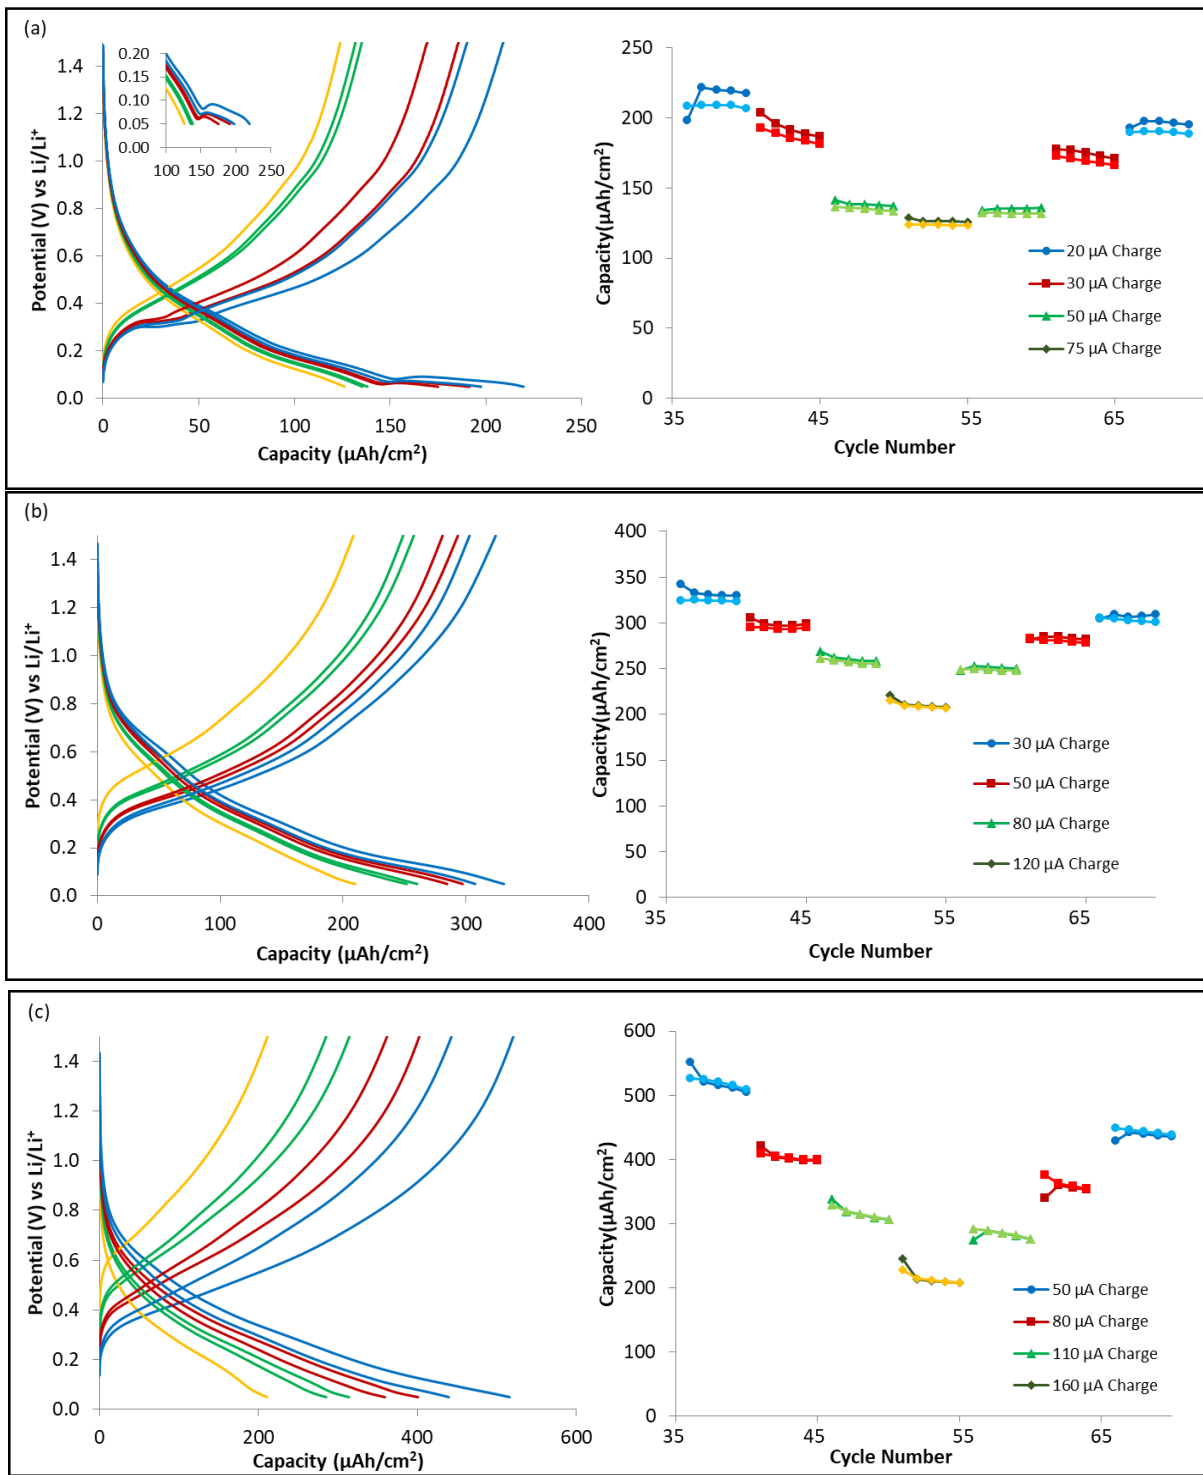 (a)
Potential (V) vs Li/Li⁺
1.4
1.2
1.0
0.8
0.6
0.4
0.2
0.0
0 50 100 150 200 250
Capacity (µAh/cm²)
0.20
0.15
0.10
0.05
0.00
100 150 200 250
Capacity(µAh/cm²)
250
200
150
100
50
0
35 45 55 65
Cycle Number
20 µA Charge
30 µA Charge
50 µA Charge
75 µA Charge
(b)
Potential (V) vs Li/Li⁺
1.4
1.2
1.0
0.8
0.6
0.4
0.2
0.0
0 100 200 300 400
Capacity (µAh/cm²)
Capacity(µAh/cm²)
400
350
300
250
200
150
100
50
0
35 45 55 65
Cycle Number
30 µA Charge
50 µA Charge
80 µA Charge
120 µA Charge
(c)
Potential (V) vs Li/Li⁺
1.4
1.2
1.0
0.8
0.6
0.4
0.2
0.0
0 200 400 600
Capacity (µAh/cm²)
Capacity(µAh/cm²)
600
500
400
300
200
100
0
35 45 55 65
Cycle Number
50 µA Charge
80 µA Charge
110 µA Charge
160 µA Charge